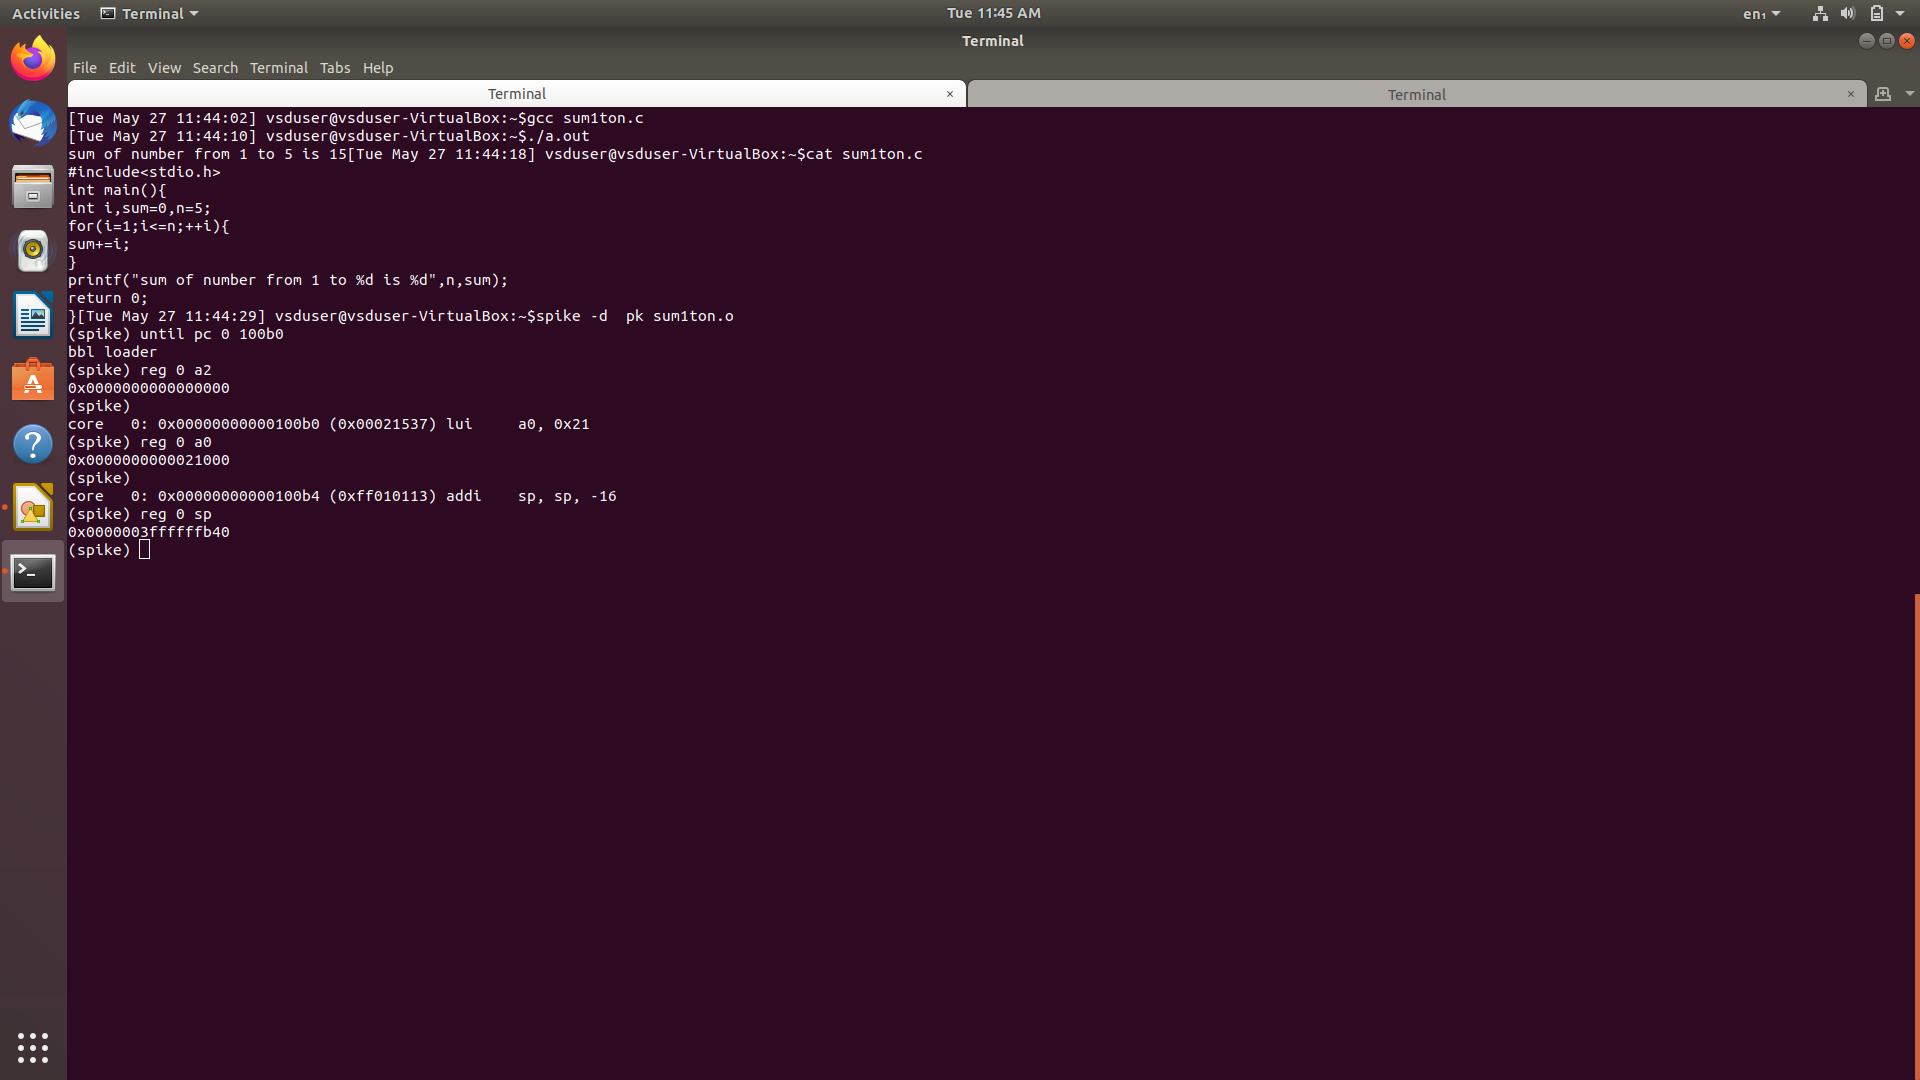 Activities Terminal Tue 11:45 AM en₁
Terminal
File Edit View Search Terminal Tabs Help
Terminal × Terminal ×
[Tue May 27 11:44:02] vsduser@vsduser-VirtualBox:~$gcc sum1ton.c
[Tue May 27 11:44:10] vsduser@vsduser-VirtualBox:~$./a.out
sum of number from 1 to 5 is 15[Tue May 27 11:44:18] vsduser@vsduser-VirtualBox:~$cat sum1ton.c
#include<stdio.h>
int main(){
int i,sum=0,n=5;
for(i=1;i<=n;++i){
sum+=i;
}
printf("sum of number from 1 to %d is %d",n,sum);
return 0;
}[Tue May 27 11:44:29] vsduser@vsduser-VirtualBox:~$spike -d  pk sum1ton.o
(spike) until pc 0 100b0
bbl loader
(spike) reg 0 a2
0x0000000000000000
(spike)
core   0: 0x00000000000100b0 (0x00021537) lui     a0, 0x21
(spike) reg 0 a0
0x0000000000021000
(spike)
core   0: 0x00000000000100b4 (0xff010113) addi    sp, sp, -16
(spike) reg 0 sp
0x0000003ffffffb40
(spike)